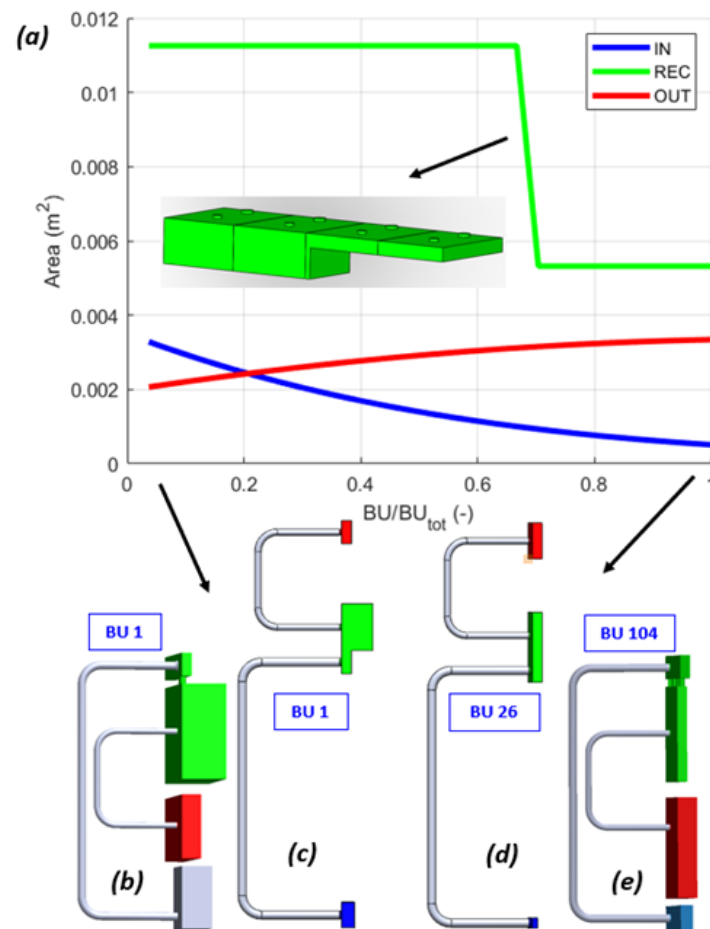 (a)
0.012
0.01
0.008
0.006
0.004
0.002
0
Area (m²)
IN
REC
OUT
0 0.2 0.4 0.6 0.8 1
BU/BU_tot (-)
BU 1
BU 1
BU 26
BU 104
(b)
(c)
(d)
(e)